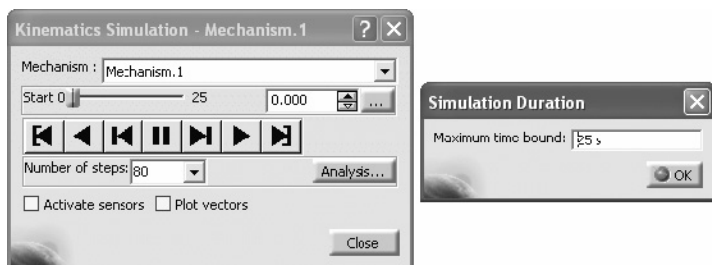 Kinematics Simulation - Mechanism.1
Mechanism : Mechanism.1
Start 0 25 0.000 ...
Number of steps: 80 Analysis...
Activate sensors Plot vectors
Close
Simulation Duration
Maximum time bound: 25 s
OK